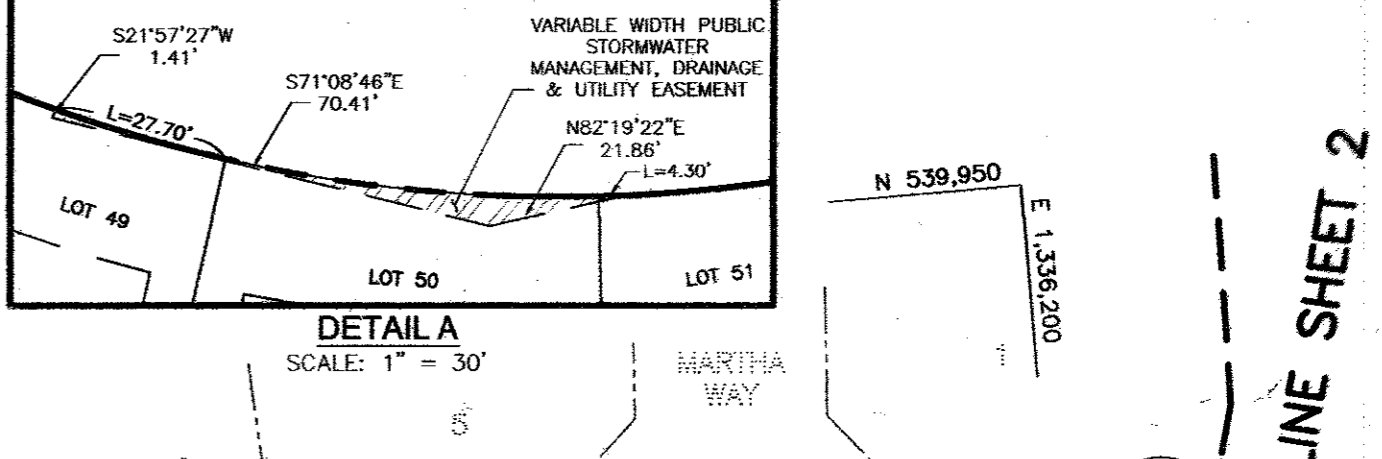 S21°57'27"W
1.41'
L=27.70'
S71°08'46"E
70.41'
VARIABLE WIDTH PUBLIC
STORMWATER
MANAGEMENT, DRAINAGE
& UTILITY EASEMENT
N82°19'22"E
21.86'
L=4.30'
LOT 49
LOT 50
LOT 51
DETAIL A
SCALE: 1" = 30'
MARTHA
WAY
N 539,950
E 1,336,200
1
LINE SHEET 2